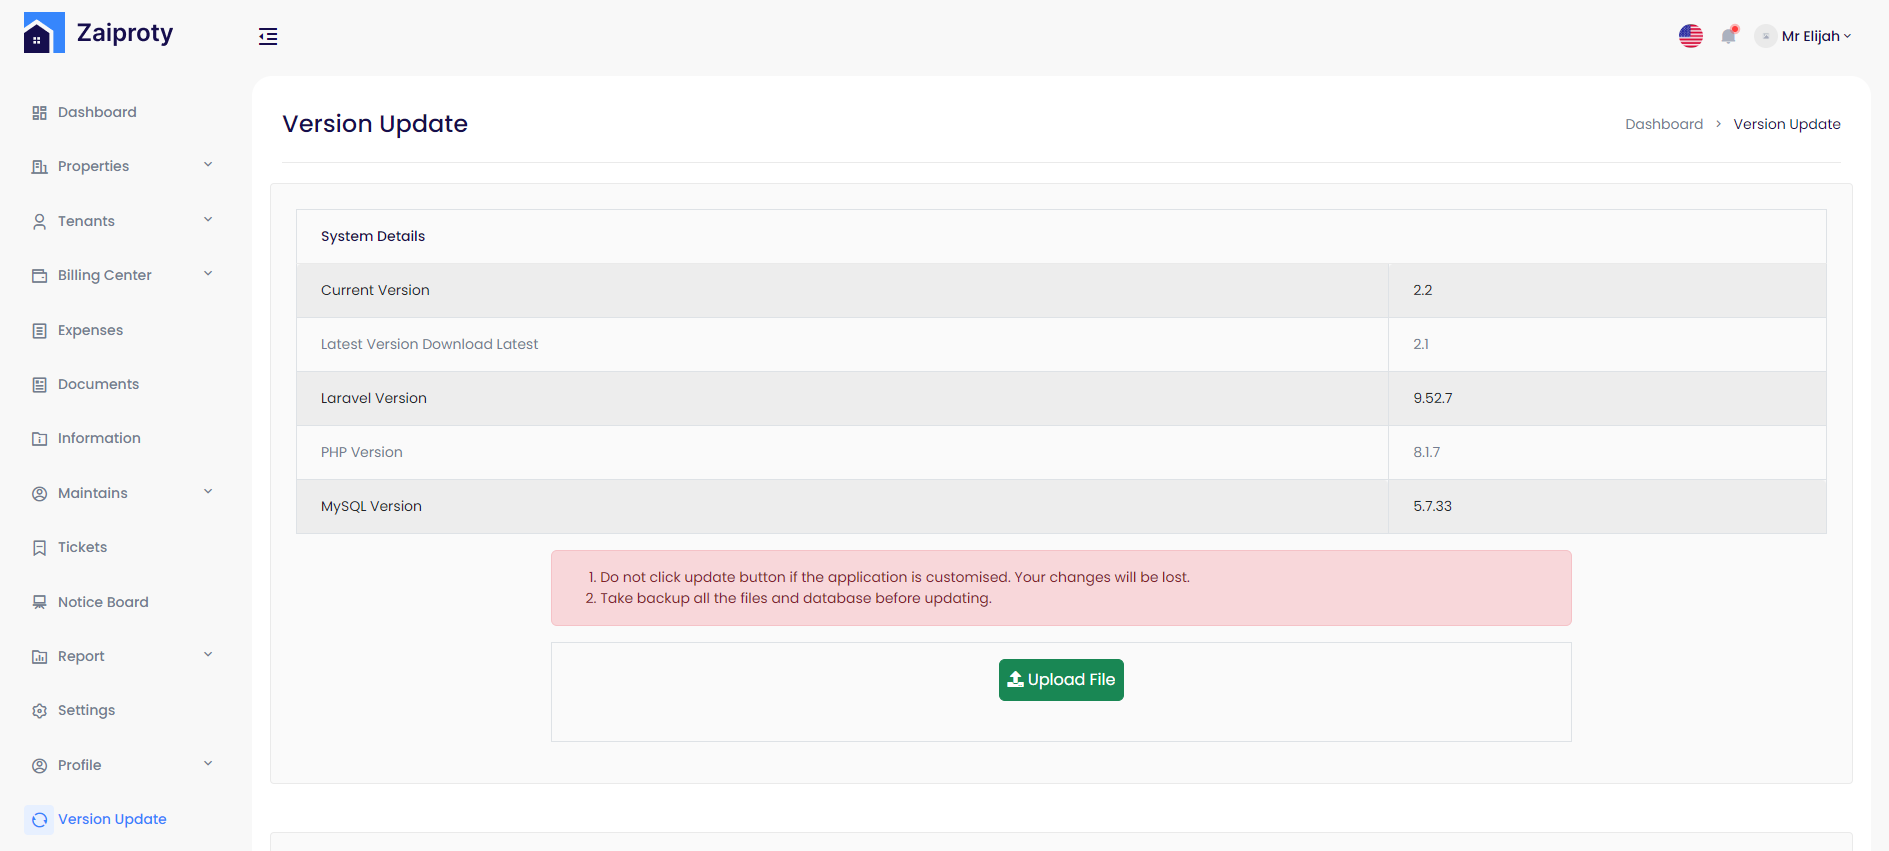 Zaiproty
Mr Elijah
Dashboard
Properties
Tenants
Billing Center
Expenses
Documents
Information
Maintains
Tickets
Notice Board
Report
Settings
Profile
Version Update
Version Update
Dashboard > Version Update
System Details
Current Version 2.2
Latest Version Download Latest 2.1
Laravel Version 9.52.7
PHP Version 8.1.7
MySQL Version 5.7.33
1. Do not click update button if the application is customised. Your changes will be lost.
2. Take backup all the files and database before updating.
Upload File